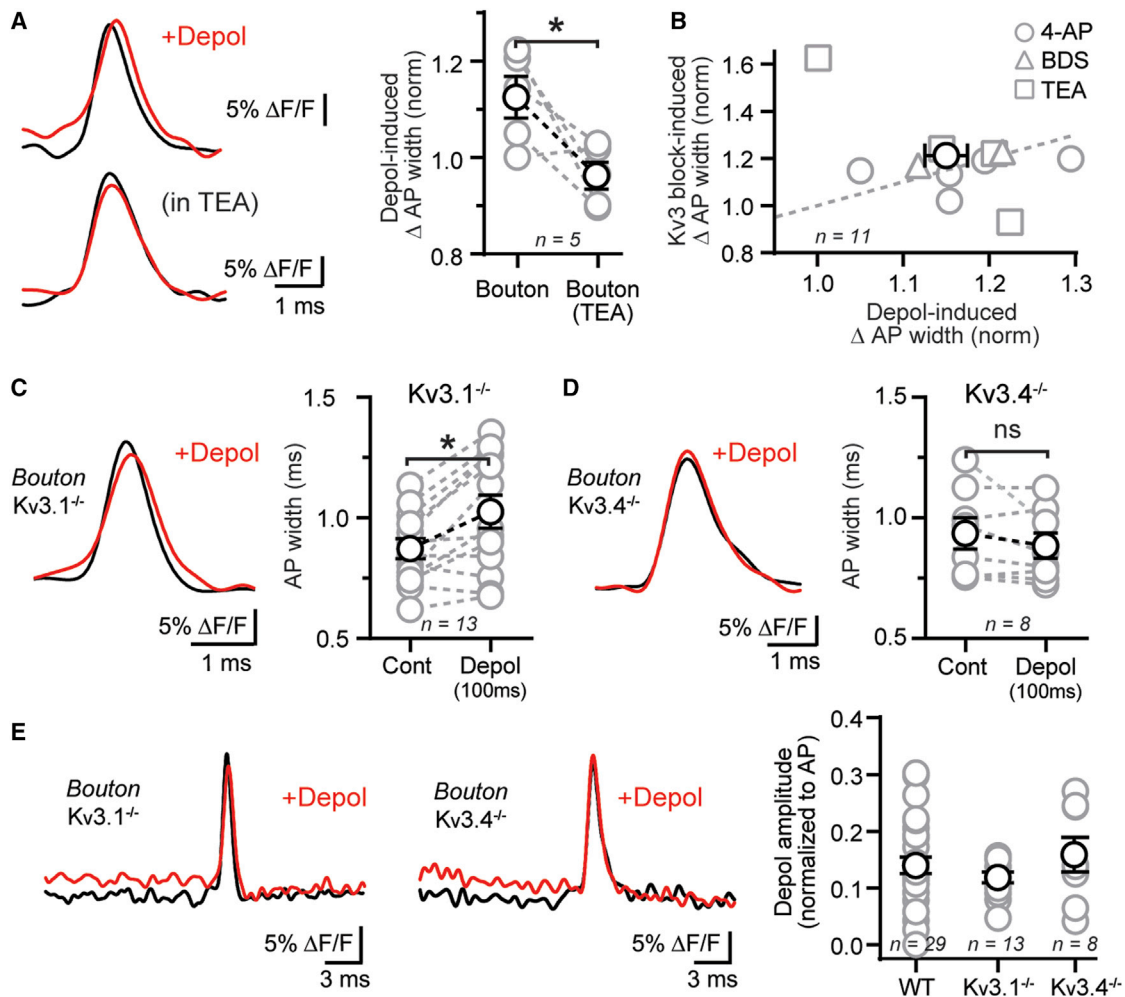 A
+Depol
5% ΔF/F
(in TEA)
5% ΔF/F
1 ms
Depol-induced
Δ AP width (norm)
1.2
1.0
0.8
*
n = 5
Bouton
Bouton
(TEA)
B
Kv3 block-induced
Δ AP width (norm)
1.6
1.4
1.2
1.0
0.8
4-AP
BDS
TEA
n = 11
1.0
1.1
1.2
1.3
Depol-induced
Δ AP width (norm)
C
Bouton
Kv3.1-/-
+Depol
5% ΔF/F
1 ms
Kv3.1-/-
AP width (ms)
1.5
1.0
0.5
*
n = 13
Cont
Depol
(100ms)
D
Bouton
Kv3.4-/-
+Depol
5% ΔF/F
1 ms
Kv3.4-/-
AP width (ms)
1.5
1.0
0.5
ns
n = 8
Cont
Depol
(100ms)
E
Bouton
Kv3.1-/-
+Depol
5% ΔF/F
3 ms
Bouton
Kv3.4-/-
+Depol
5% ΔF/F
3 ms
Depol amplitude
(normalized to AP)
0.4
0.3
0.2
0.1
0.0
n = 29
n = 13
n = 8
WT
Kv3.1-/-
Kv3.4-/-